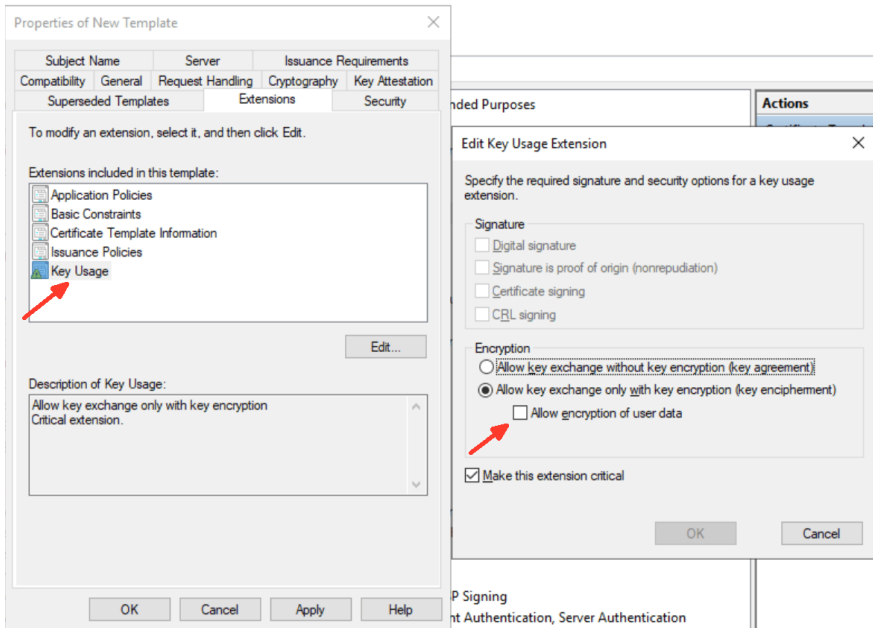 Properties of New Template
Subject Name
Server
Issuance Requirements
Compatibility
General
Request Handling
Cryptography
Key Attestation
Superseded Templates
Extensions
Security
To modify an extension, select it, and then click Edit.
Extensions included in this template:
Application Policies
Basic Constraints
Certificate Template Information
Issuance Policies
Key Usage
Edit...
Description of Key Usage:
Allow key exchange only with key encryption
Critical extension.
OK
Cancel
Apply
Help
nded Purposes
Actions
Edit Key Usage Extension
Specify the required signature and security options for a key usage
extension.
Signature
Digital signature
Signature is proof of origin (nonrepudiation)
Certificate signing
CRL signing
Encryption
Allow key exchange without key encryption (key agreement)
Allow key exchange only with key encryption (key encipherment)
Allow encryption of user data
Make this extension critical
OK
Cancel
P Signing
nt Authentication, Server Authentication